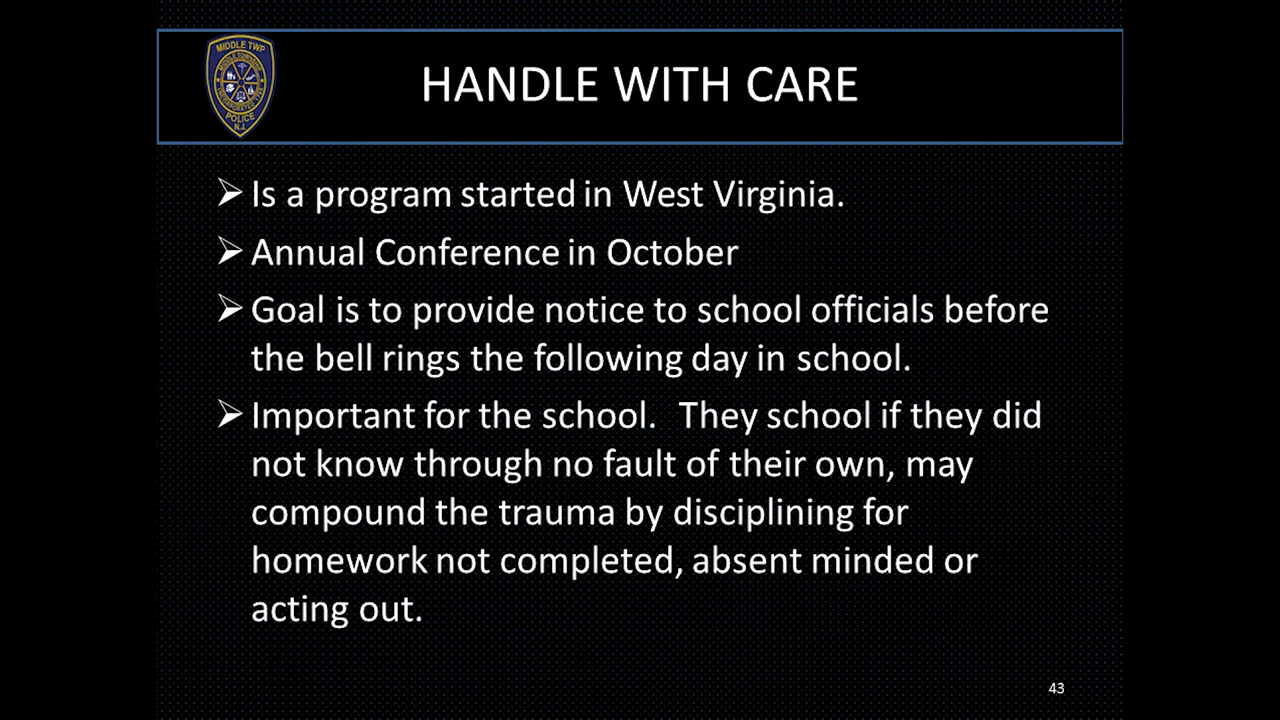 MIDDLE TWP
POLICE
N.J.
HANDLE WITH CARE
➢ Is a program started in West Virginia.
➢ Annual Conference in October
➢ Goal is to provide notice to school officials before
the bell rings the following day in school.
➢ Important for the school.  They school if they did
not know through no fault of their own, may
compound the trauma by disciplining for
homework not completed, absent minded or
acting out.
43